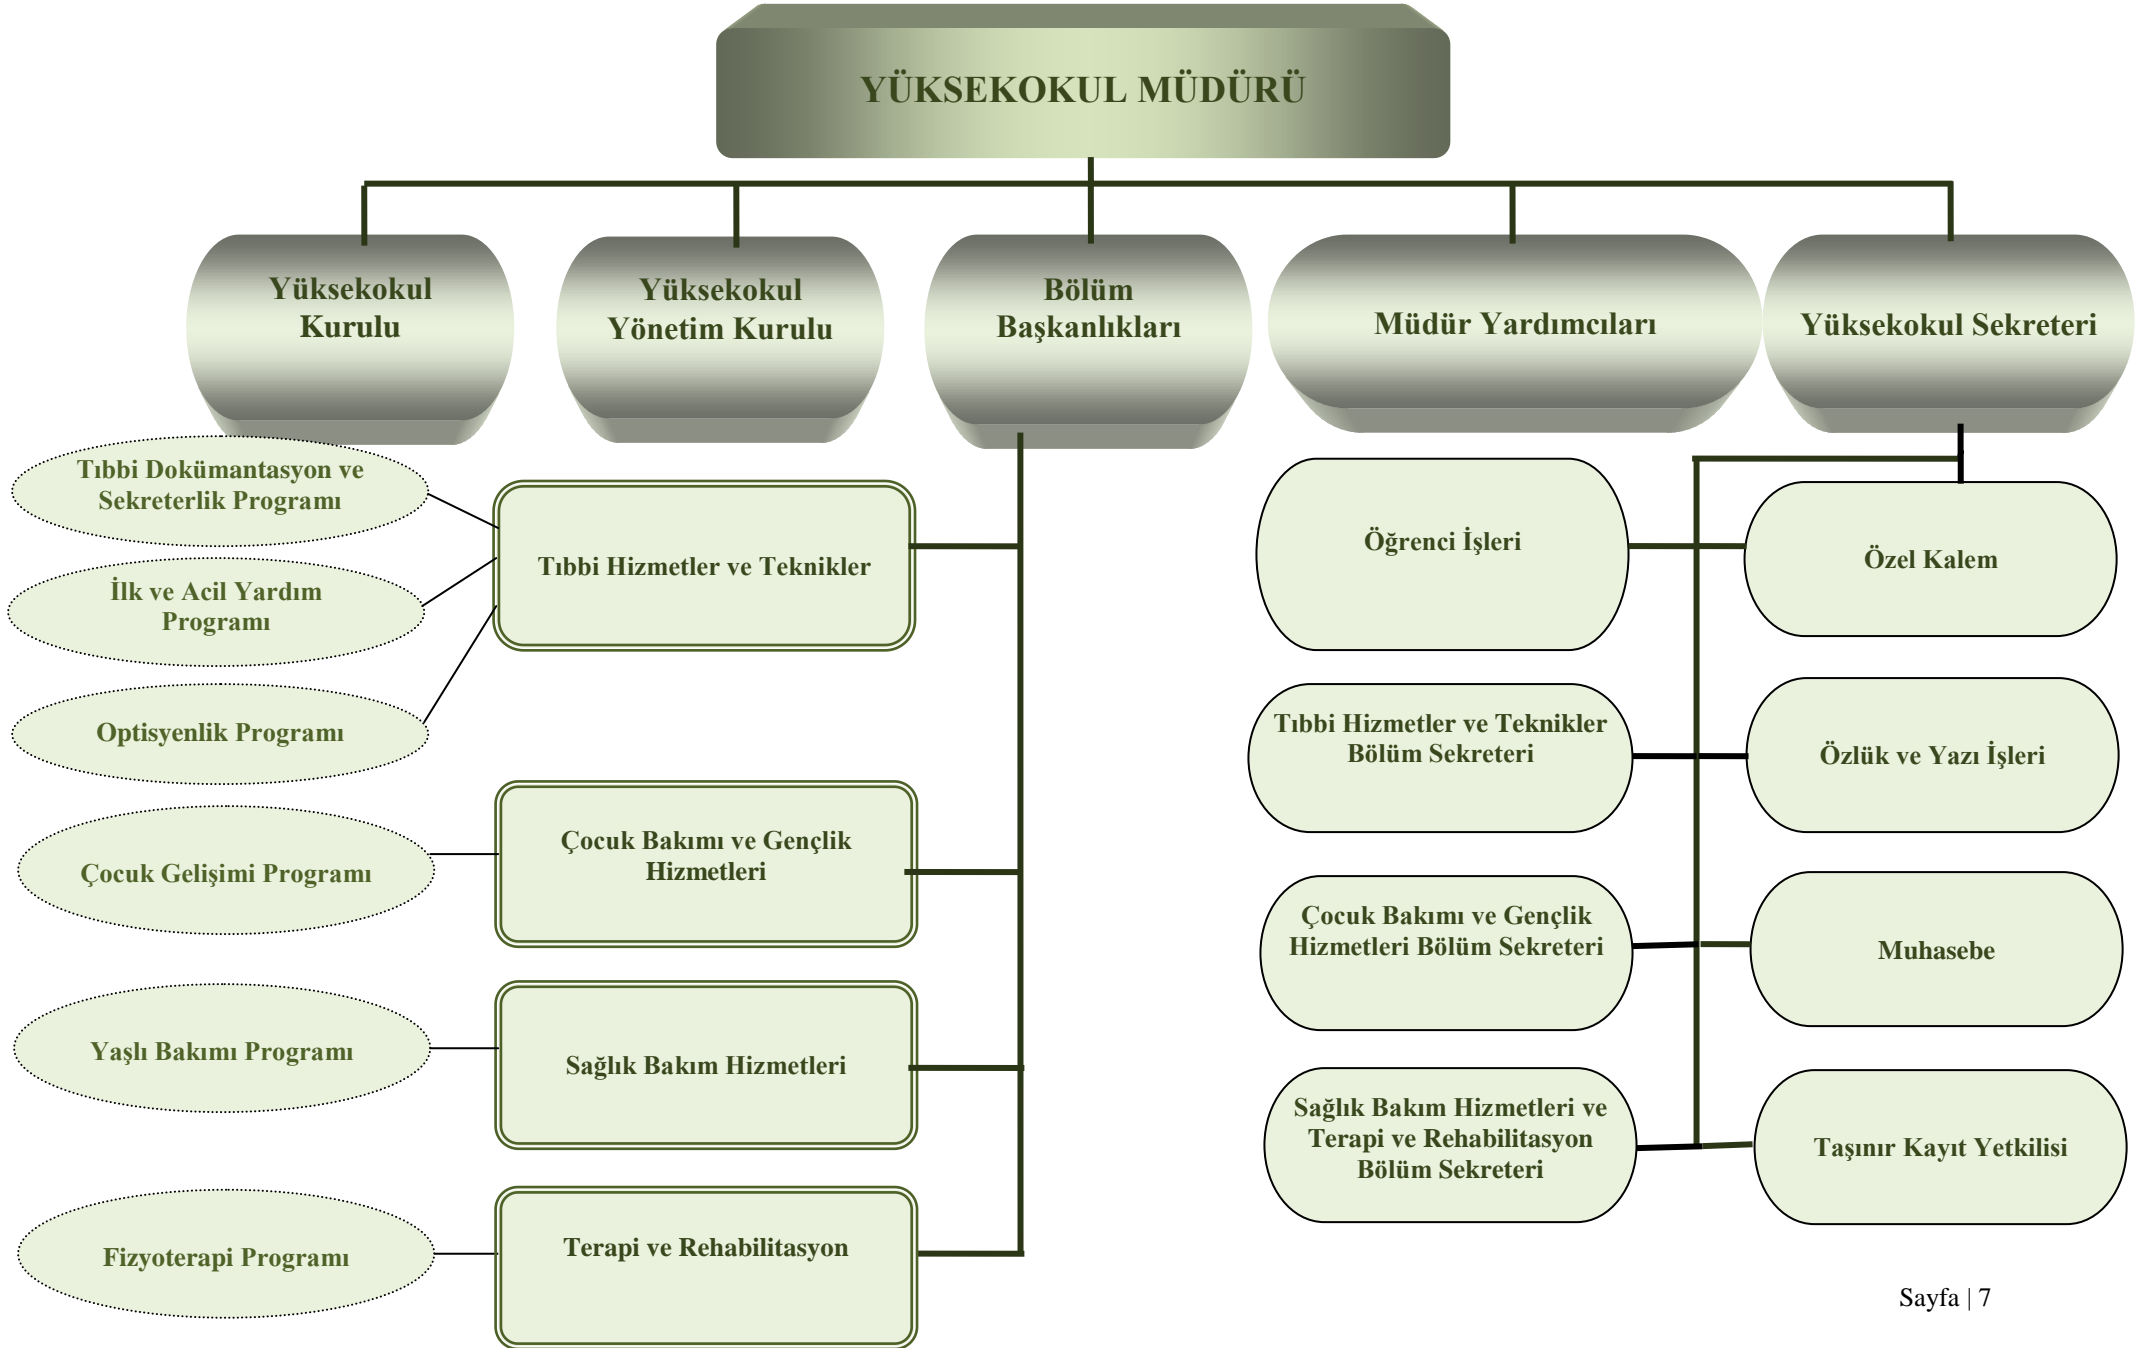 YÜKSEKOKUL MÜDÜRÜ
Yüksekokul
Kurulu
Yüksekokul
Yönetim Kurulu
Bölüm
Başkanlıkları
Müdür Yardımcıları
Yüksekokul Sekreteri
Tıbbi Dokümantasyon ve
Sekreterlik Programı
İlk ve Acil Yardım
Programı
Optisyenlik Programı
Çocuk Gelişimi Programı
Yaşlı Bakımı Programı
Fizyoterapi Programı
Tıbbi Hizmetler ve Teknikler
Çocuk Bakımı ve Gençlik
Hizmetleri
Sağlık Bakım Hizmetleri
Terapi ve Rehabilitasyon
Öğrenci İşleri
Tıbbi Hizmetler ve Teknikler
Bölüm Sekreteri
Çocuk Bakımı ve Gençlik
Hizmetleri Bölüm Sekreteri
Sağlık Bakım Hizmetleri ve
Terapi ve Rehabilitasyon
Bölüm Sekreteri
Özel Kalem
Özlük ve Yazı İşleri
Muhasebe
Taşınır Kayıt Yetkilisi
Sayfa | 7